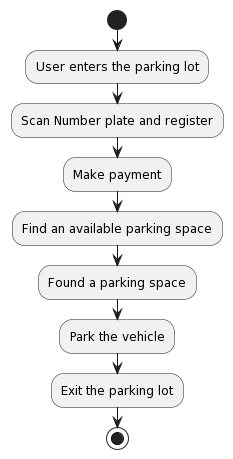 User enters the parking lot
Scan Number plate and register
Make payment
Find an available parking space
Found a parking space
Park the vehicle
Exit the parking lot